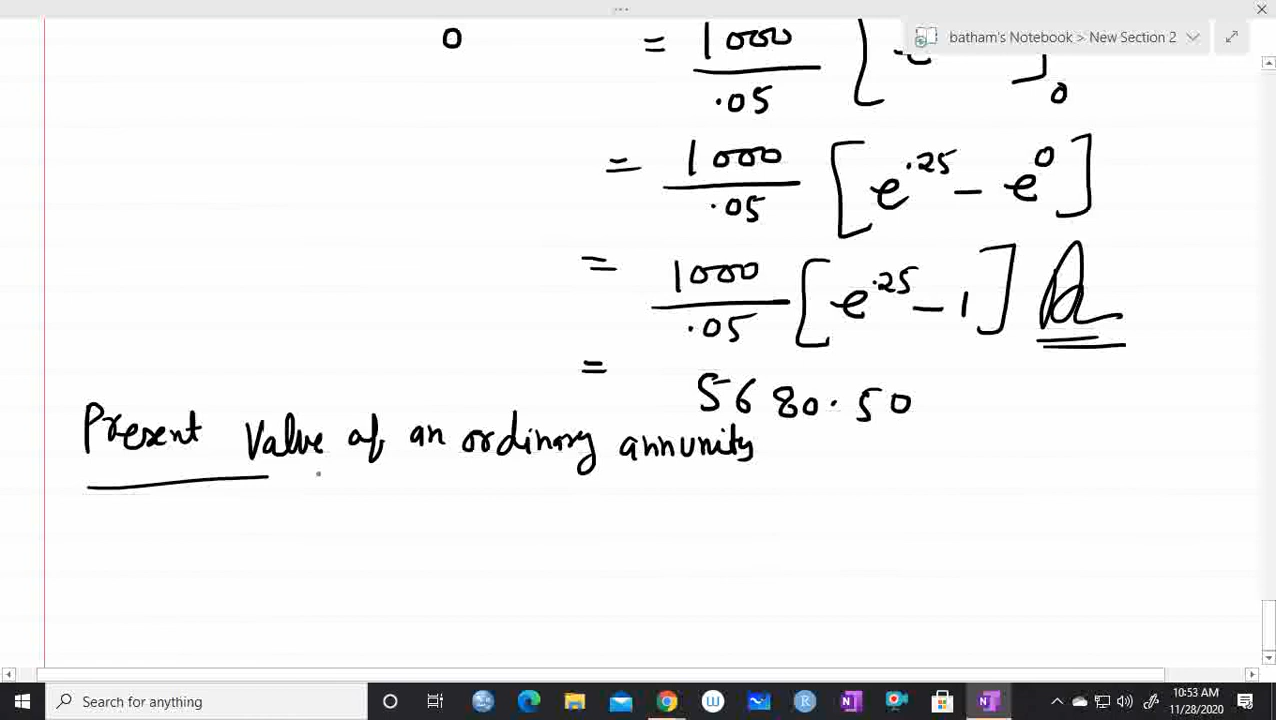 batham's Notebook > New Section 2
0 = 1000 / .05 [ e ]0
= 1000 / .05 [ e^.25 - e^0 ]
= 1000 / .05 [ e^.25 - 1 ]
= 5680.50
Present Value of an ordinary annunity
Search for anything
10:53 AM
11/28/2020